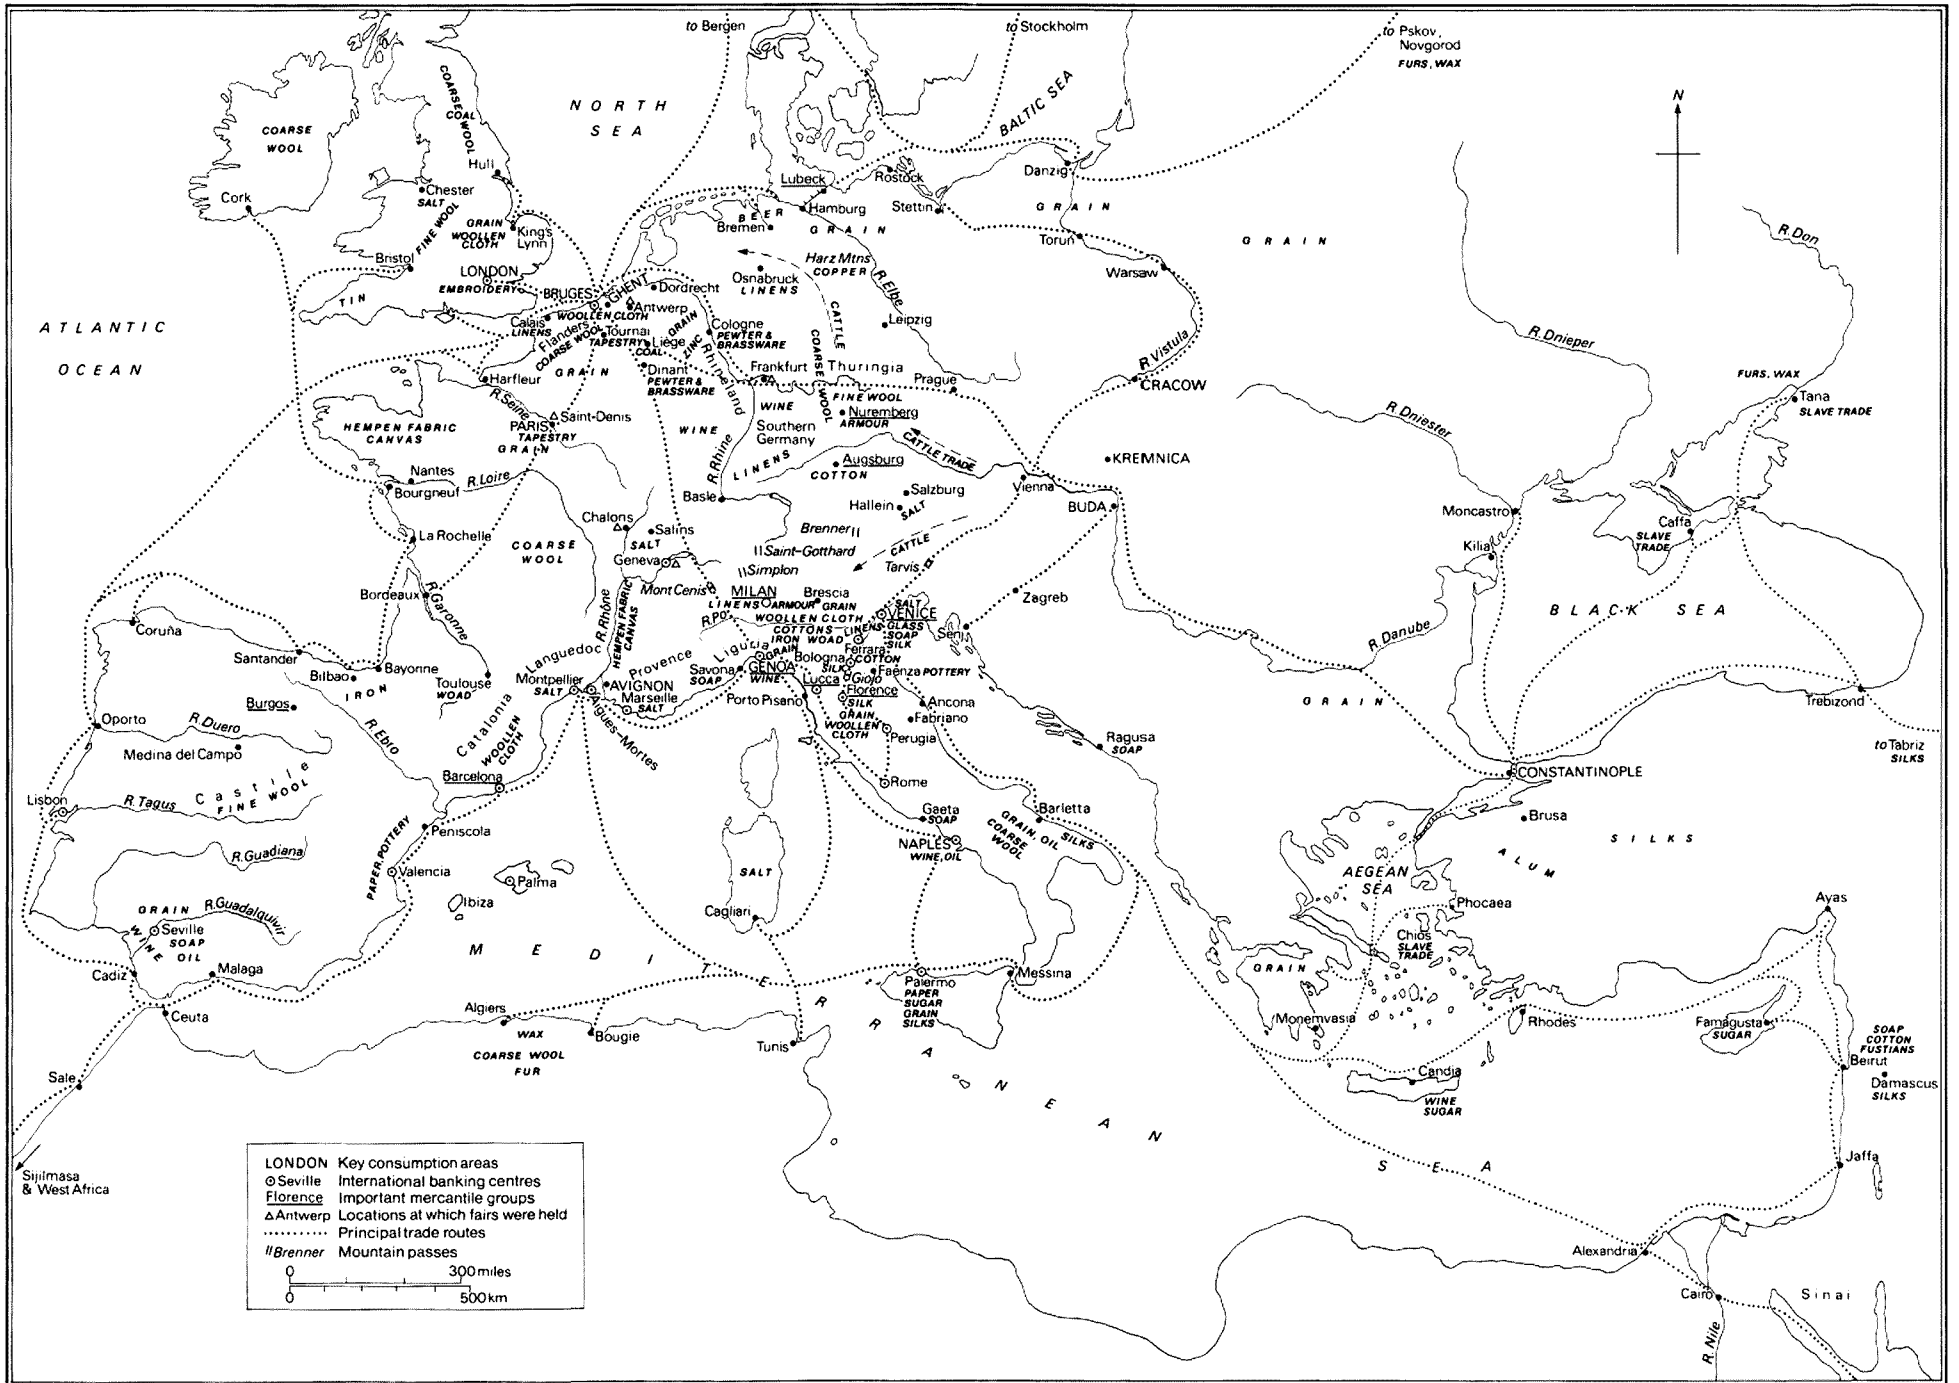 to Bergen
to Stockholm
to Pskov,
Novgorod
FURS, WAX
N
NORTH
SEA
BALTIC SEA
COARSE WOOL
COAL
COARSE
WOOL
Hull
Cork
Chester
SALT
FINE WOOL
GRAIN
WOOLLEN
CLOTH
King's
Lynn
Bristol
LONDON
EMBROIDERY
TIN
Lubeck
Rostock
Hamburg
Stettin
BEER
Bremen
GRAIN
Danzig
GRAIN
Toruń
GRAIN
Warsaw
Harz Mtns
COPPER
Osnabruck
LINENS
R. Elbe
Leipzig
CATTLE
COARSE WOOL
R. Vistula
CRACOW
R. Don
R. Dnieper
R. Dniester
FURS, WAX
Tana
SLAVE TRADE
ATLANTIC
OCEAN
BRUGES
GHENT
Dordrecht
Antwerp
WOOLLEN CLOTH
Calais
LINENS
Flanders
COARSE WOOL
Tournai
TAPESTRY
Liège
COAL
GRAIN
ZINC
Cologne
PEWTER &
BRASSWARE
Rhineland
Dinant
PEWTER &
BRASSWARE
GRAIN
Harfleur
R. Seine
Saint-Denis
PARIS
TAPESTRY
GRAIN
HEMPEN FABRIC
CANVAS
Frankfurt
Thuringia
Prague
WINE
FINE WOOL
Nuremberg
ARMOUR
WINE
Southern
Germany
LINENS
Augsburg
COTTON
CATTLE TRADE
R. Rhine
Basle
KREMNICA
Vienna
BUDA
Salzburg
Hallein
SALT
Brenner
Saint-Gotthard
Simplon
CATTLE
Tarvis
Nantes
Bourgneuf
R. Loire
La Rochelle
Chalons
Salins
SALT
Geneva
COARSE
WOOL
Mont Cenis
Bordeaux
R. Garonne
R. Rhône
HEMPEN FABRIC
CANVAS
MILAN
Brescia
LINENS
ARMOUR
GRAIN
WOOLLEN CLOTH
COTTONS
LINENS
IRON
WOAD
R. Po
SALT
VENICE
GLASS
SOAP
SILK
Ferrara
COTTON
Zagreb
Senj
Moncastro
Kilia
Caffa
SLAVE
TRADE
BLACK SEA
R. Danube
Coruña
Santander
Bilbao
Bayonne
IRON
Burgos
Toulouse
WOAD
Languedoc
Montpellier
SALT
AVIGNON
Provence
Marseille
SALT
Aigues-Mortes
Liguria
GRAIN
Savona
SOAP
GENOA
WINE
Bologna
SILK
Faenza
POTTERY
Lucca
Florence
SILK
GRAIN
WOOLLEN
CLOTH
Porto Pisano
Ancona
Fabriano
Perugia
Rome
Oporto
R. Duero
Medina del Campo
R. Ebro
Catalonia
WOOLLEN
CLOTH
Barcelona
Castile
FINE WOOL
Lisbon
R. Tagus
Peniscola
PAPER, POTTERY
R. Guadiana
Valencia
Palma
Ibiza
GRAIN
R. Guadalquivir
WINE
Seville
SOAP
OIL
Cadiz
Malaga
Ceuta
Sale
Sijilmasa
& West Africa
Ragusa
SOAP
GRAIN
Trebizond
to Tabriz
SILKS
CONSTANTINOPLE
Brusa
SILKS
ALUM
Gaeta
SOAP
NAPLES
WINE, OIL
Barletta
GRAIN, OIL
COARSE
WOOL
SILKS
SALT
Cagliari
AEGEAN
SEA
Phocaea
Chios
SLAVE
TRADE
GRAIN
Monemvasia
Rhodes
Ayas
Famagusta
SUGAR
SOAP
COTTON
FUSTIANS
Beirut
Damascus
SILKS
Candia
WINE
SUGAR
Jaffa
Alexandria
Cairo
Sinai
R. Nile
Palermo
PAPER
SUGAR
GRAIN
SILKS
Messina
Algiers
WAX
COARSE WOOL
FUR
Bougie
Tunis
MEDITERRANEAN
SEA
LONDON Key consumption areas
Seville International banking centres
Florence Important mercantile groups
Antwerp Locations at which fairs were held
Principal trade routes
Brenner Mountain passes
0 300 miles
0 500 km